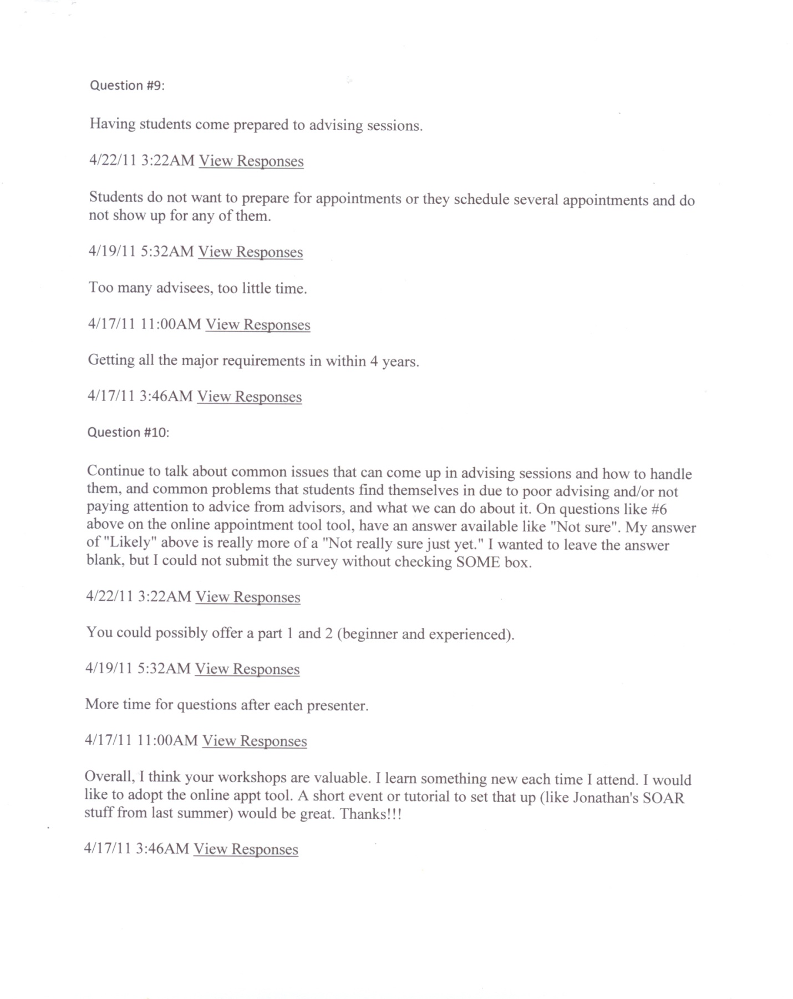 Question #9:
Having students come prepared to advising sessions.
4/22/11 3:22AM View Responses
Students do not want to prepare for appointments or they schedule several appointments and do
not show up for any of them.
4/19/11 5:32AM View Responses
Too many advisees, too little time.
4/17/11 11:00AM View Responses
Getting all the major requirements in within 4 years.
4/17/11 3:46AM View Responses
Question #10:
Continue to talk about common issues that can come up in advising sessions and how to handle
them, and common problems that students find themselves in due to poor advising and/or not
paying attention to advice from advisors, and what we can do about it. On questions like #6
above on the online appointment tool tool, have an answer available like "Not sure". My answer
of "Likely" above is really more of a "Not really sure just yet." I wanted to leave the answer
blank, but I could not submit the survey without checking SOME box.
4/22/11 3:22AM View Responses
You could possibly offer a part 1 and 2 (beginner and experienced).
4/19/11 5:32AM View Responses
More time for questions after each presenter.
4/17/11 11:00AM View Responses
Overall, I think your workshops are valuable. I learn something new each time I attend. I would
like to adopt the online appt tool. A short event or tutorial to set that up (like Jonathan's SOAR
stuff from last summer) would be great. Thanks!!!
4/17/11 3:46AM View Responses